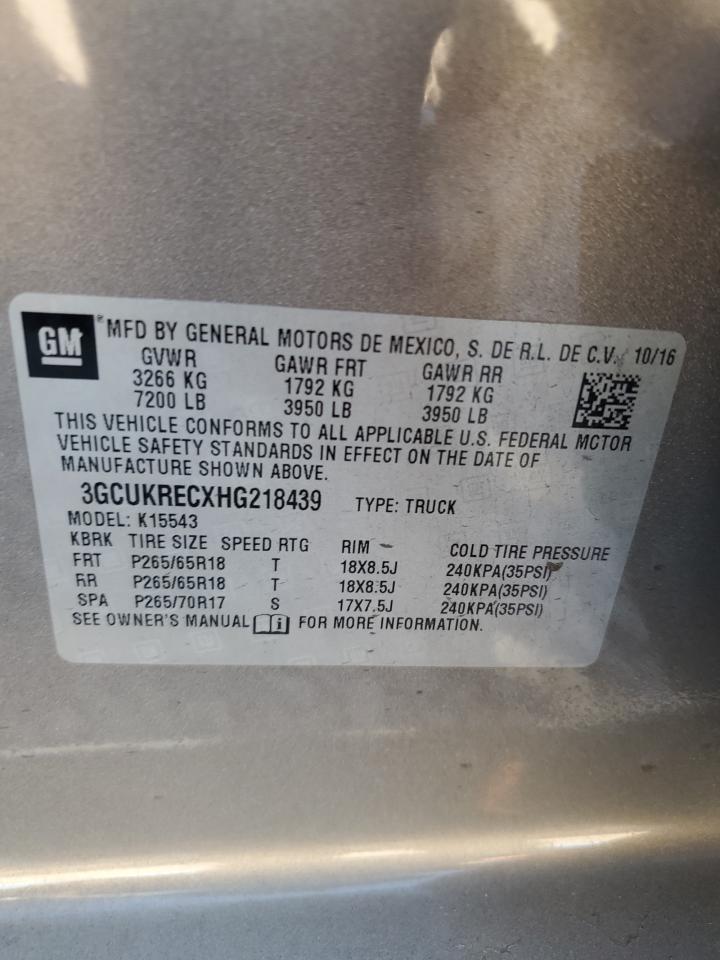 GM
MFD BY GENERAL MOTORS DE MEXICO, S. DE R.L. DE C.V. 10/16
GVWR GAWR FRT GAWR RR
3266 KG 1792 KG 1792 KG
7200 LB 3950 LB 3950 LB
THIS VEHICLE CONFORMS TO ALL APPLICABLE U.S. FEDERAL MOTOR
VEHICLE SAFETY STANDARDS IN EFFECT ON THE DATE OF
MANUFACTURE SHOWN ABOVE.
3GCUKRECXHG218439 TYPE: TRUCK
MODEL: K15543
KBRK TIRE SIZE SPEED RTG RIM COLD TIRE PRESSURE
FRT P265/65R18 T 18X8.5J 240KPA(35PSI)
RR P265/65R18 T 18X8.5J 240KPA(35PSI)
SPA P265/70R17 S 17X7.5J 240KPA(35PSI)
SEE OWNER'S MANUAL i FOR MORE INFORMATION.